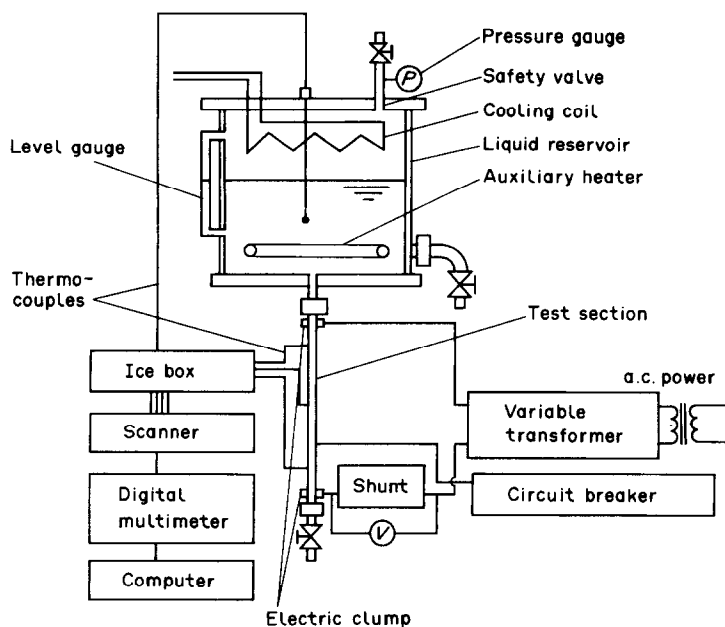 Pressure gauge
Safety valve
Cooling coil
Liquid reservoir
Auxiliary heater
Level gauge
Thermo-
couples
Test section
Ice box
a.c. power
Variable
transformer
Scanner
Shunt
Circuit breaker
Digital
multimeter
Computer
Electric clump
P
V